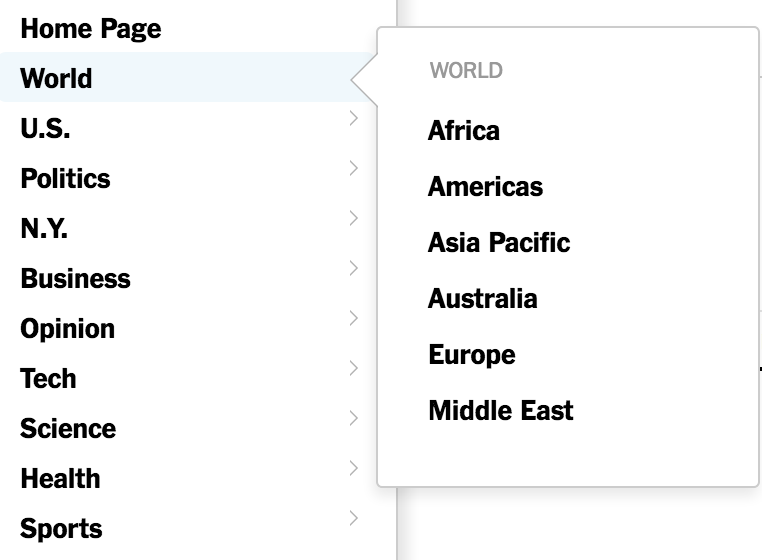 Home Page
World
U.S.
Politics
N.Y.
Business
Opinion
Tech
Science
Health
Sports
WORLD
Africa
Americas
Asia Pacific
Australia
Europe
Middle East